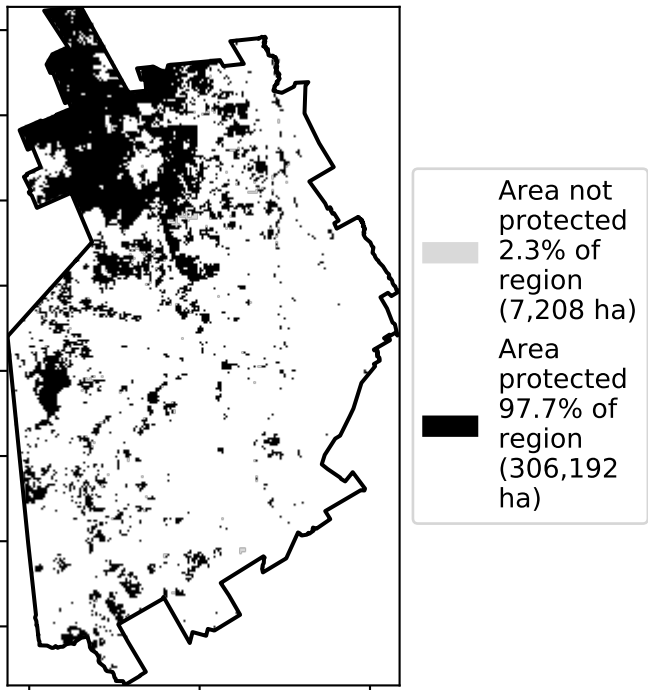 Area not
protected
2.3% of
region
(7,208 ha)
Area
protected
97.7% of
region
(306,192
ha)